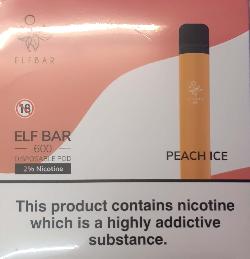 ELFBAR
18
ELF BAR
600
DISPOSABLE POD
2% Nicotine
PEACH ICE
This product contains nicotine
which is a highly addictive
substance.